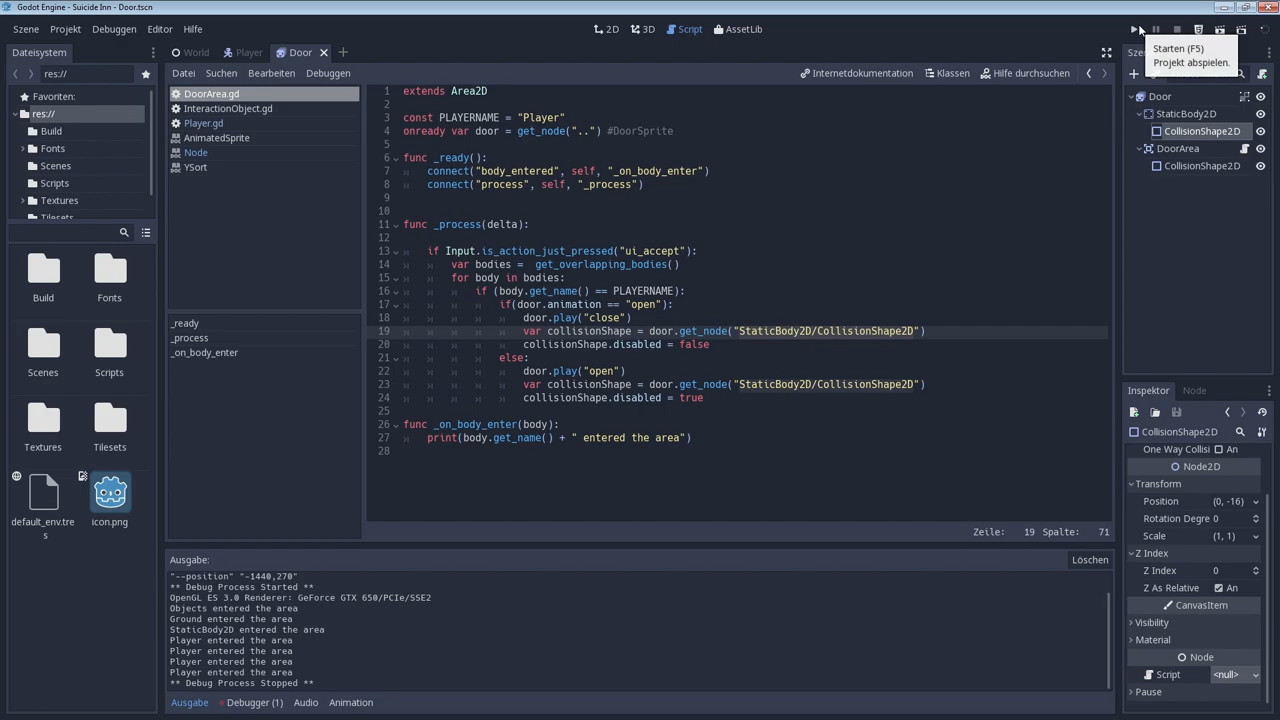 Godot Engine - Suicide Inn - Door.tscn
Szene Projekt Debuggen Editor Hilfe
2D 3D Script AssetLib
Starten (F5)
Projekt abspielen.
Dateisystem
res://
Favoriten:
res://
Build
Fonts
Scenes
Scripts
Textures
Tilesets
Build
Fonts
Scenes
Scripts
Textures
Tilesets
default_env.tre
s
icon.png
World Player Door
Datei Suchen Bearbeiten Debuggen
Internetdokumentation Klassen Hilfe durchsuchen
DoorArea.gd
InteractionObject.gd
Player.gd
AnimatedSprite
Node
YSort
_ready
_process
_on_body_enter
1 extends Area2D
2
3 const PLAYERNAME = "Player"
4 onready var door = get_node("..") #DoorSprite
5
6 func _ready():
7 connect("body_entered", self, "_on_body_enter")
8 connect("process", self, "_process")
9
10
11 func _process(delta):
12
13 if Input.is_action_just_pressed("ui_accept"):
14 var bodies = get_overlapping_bodies()
15 for body in bodies:
16 if (body.get_name() == PLAYERNAME):
17 if(door.animation == "open"):
18 door.play("close")
19 var collisionShape = door.get_node("StaticBody2D/CollisionShape2D")
20 collisionShape.disabled = false
21 else:
22 door.play("open")
23 var collisionShape = door.get_node("StaticBody2D/CollisionShape2D")
24 collisionShape.disabled = true
25
26 func _on_body_enter(body):
27 print(body.get_name() + " entered the area")
28
Zeile: 19 Spalte: 71
Ausgabe:
Löschen
"--position" "-1440,270"
** Debug Process Started **
OpenGL ES 3.0 Renderer: GeForce GTX 650/PCIe/SSE2
Objects entered the area
Ground entered the area
StaticBody2D entered the area
Player entered the area
Player entered the area
Player entered the area
Player entered the area
** Debug Process Stopped **
Ausgabe Debugger (1) Audio Animation
Door
StaticBody2D
CollisionShape2D
DoorArea
CollisionShape2D
Inspektor Node
CollisionShape2D
One Way Collisi An
Node2D
Transform
Position (0, -16)
Rotation Degre 0
Scale (1, 1)
Z Index
Z Index 0
Z As Relative An
CanvasItem
Visibility
Material
Node
Script <null>
Pause